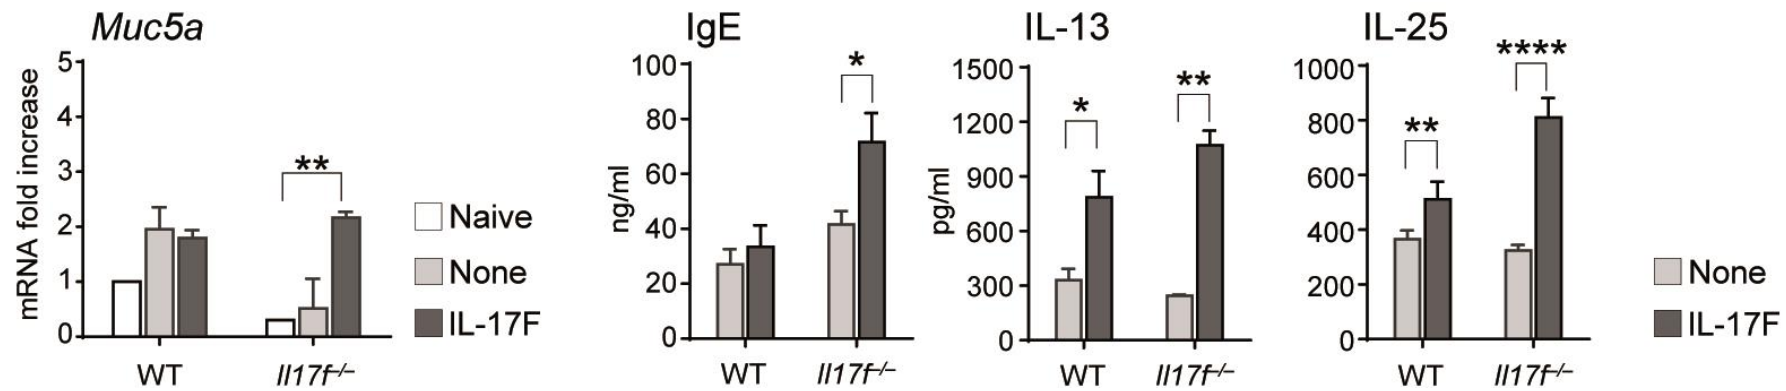 Muc5a
mRNA fold increase
5
4
3
2
1
0
**
WT
Il17f–/–
Naive
None
IL-17F
IgE
ng/ml
100
80
60
40
20
0
*
WT
Il17f–/–
IL-13
pg/ml
1500
1200
900
600
300
0
*
**
WT
Il17f–/–
IL-25
1000
800
600
400
200
0
**
****
WT
Il17f–/–
None
IL-17F